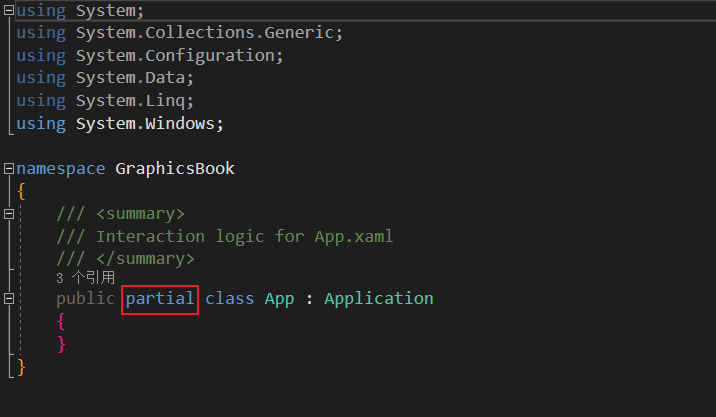 using System;
using System.Collections.Generic;
using System.Configuration;
using System.Data;
using System.Linq;
using System.Windows;
namespace GraphicsBook
{
/// <summary>
/// Interaction logic for App.xaml
/// </summary>
3 个引用
public partial class App : Application
{
}
}